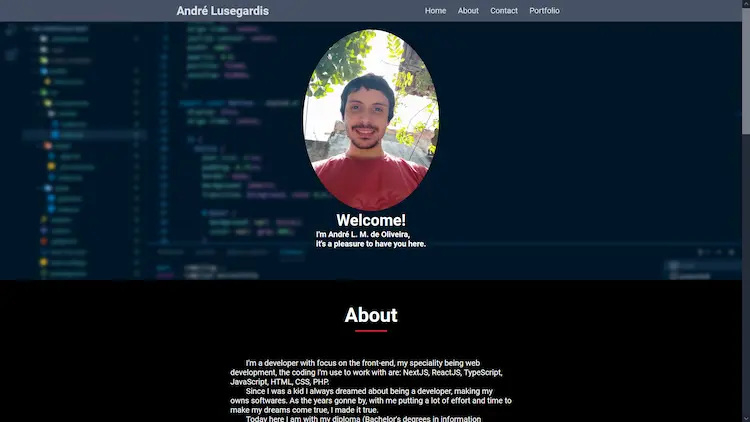 André Lusegardis
Home About Contact Portfolio
Welcome!
I'm André L. M. de Oliveira,
it's a pleasure to have you here.
About
I'm a developer with focus on the front-end, my speciality being web
development, the coding I'm use to work with are: NextJS, ReactJS, TypeScript,
JavaScript, HTML, CSS, PHP.
Since I was a kid I always dreamed about being a developer, making my
owns softwares. As the years gonne by, with me putting a lot of effort and time to
make my dreams come true, I made it true.
Today here I am with my diploma (Bachelor's degrees in information